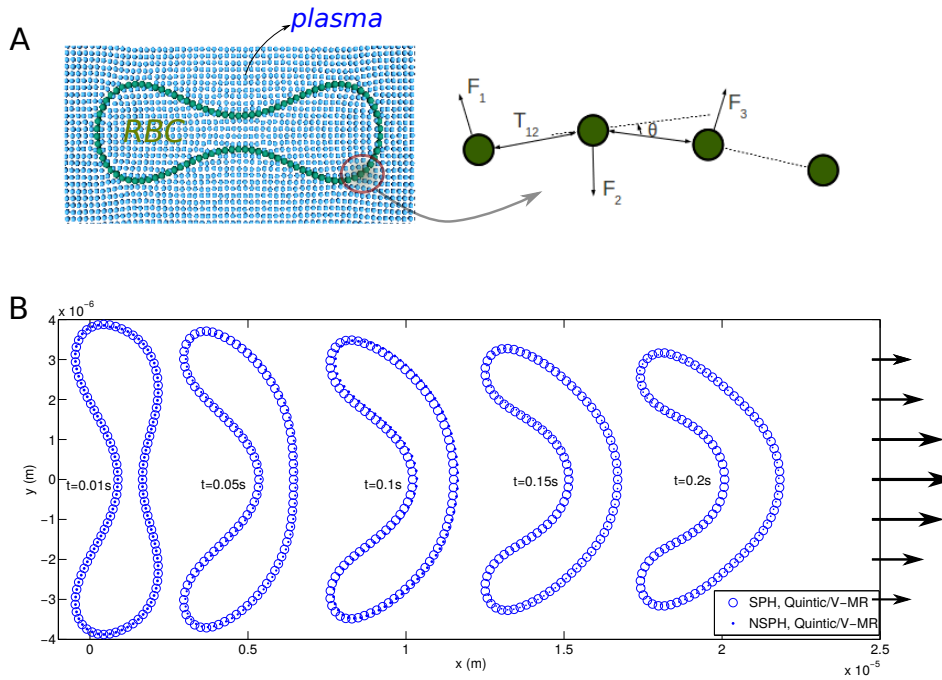 A
plasma
RBC
F1
T12
θ
F3
F2
B
x 10⁻⁶
4
3
2
1
0
−1
−2
−3
−4
y (m)
t=0.01s
t=0.05s
t=0.1s
t=0.15s
t=0.2s
SPH, Quintic/V−MR
NSPH, Quintic/V−MR
0 0.5 1 1.5 2 2.5
x (m)
x 10⁻⁵